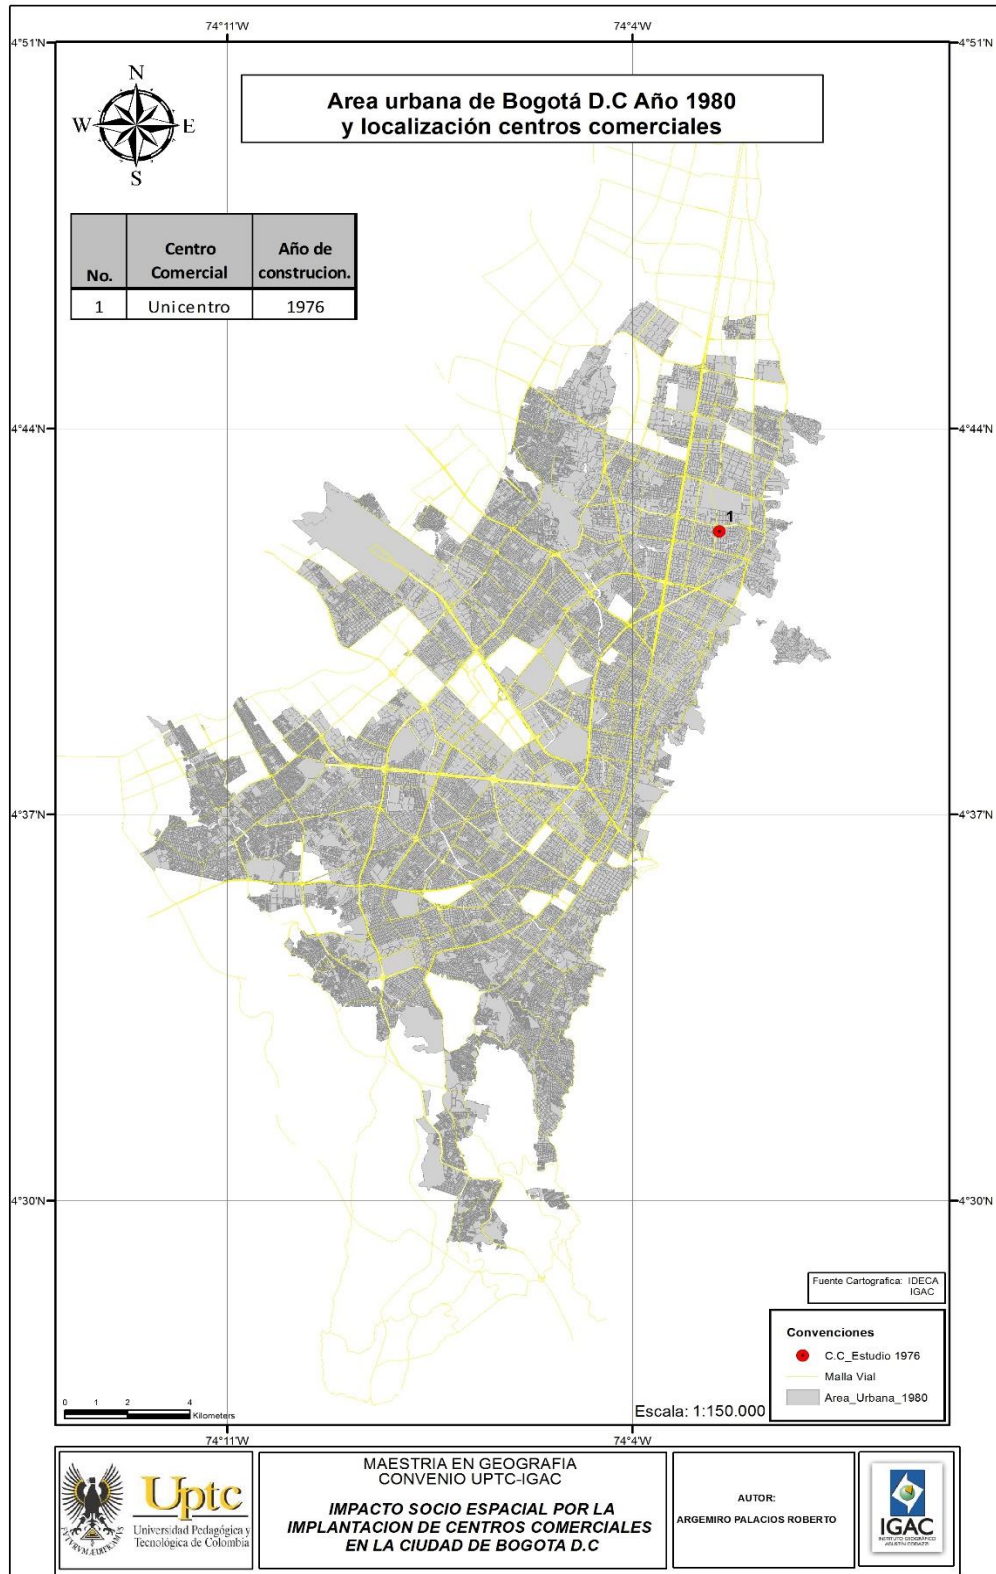 74°11'W
74°4'W
4°51'N
4°51'N
N
W
E
S
Area urbana de Bogotá D.C Año 1980
y localización centros comerciales
No.
Centro
Comercial
Año de
construcion.
1
Unicentro
1976
4°44'N
4°44'N
1
4°37'N
4°37'N
4°30'N
4°30'N
Fuente Cartografica: IDECA
IGAC
Convenciones
C.C_Estudio 1976
Malla Vial
Area_Urbana_1980
0 1 2 4
Kilometers
Escala: 1:150.000
74°11'W
74°4'W
Uptc
Universidad Pedagógica y
Tecnológica de Colombia
MAESTRIA EN GEOGRAFIA
CONVENIO UPTC-IGAC
IMPACTO SOCIO ESPACIAL POR LA
IMPLANTACION DE CENTROS COMERCIALES
EN LA CIUDAD DE BOGOTA D.C
AUTOR:
ARGEMIRO PALACIOS ROBERTO
IGAC
INSTITUTO GEOGRÁFICO
AGUSTÍN CODAZZI